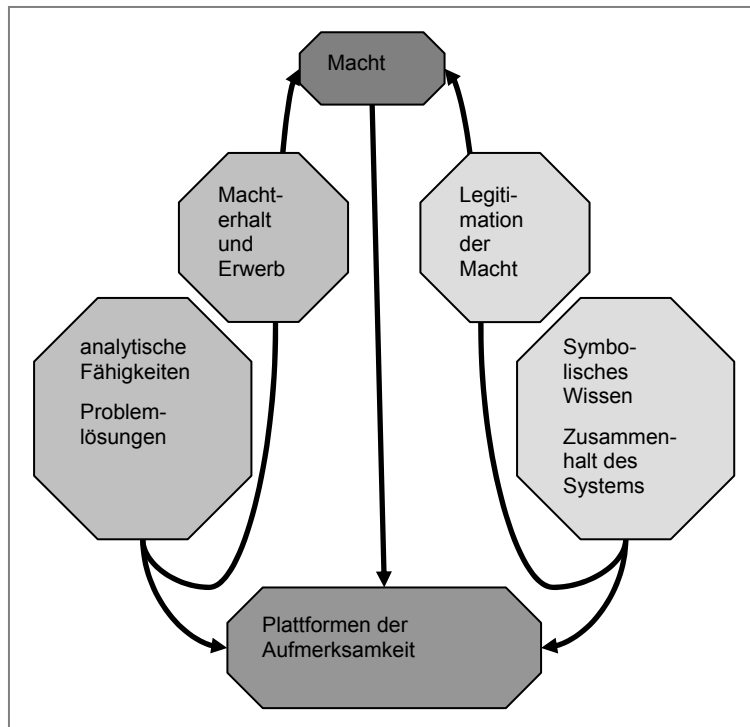 Macht
Macht-
erhalt
und
Erwerb
Legiti-
mation
der
Macht
analytische
Fähigkeiten
Problem-
lösungen
Symbo-
lisches
Wissen
Zusammen-
halt des
Systems
Plattformen der
Aufmerksamkeit